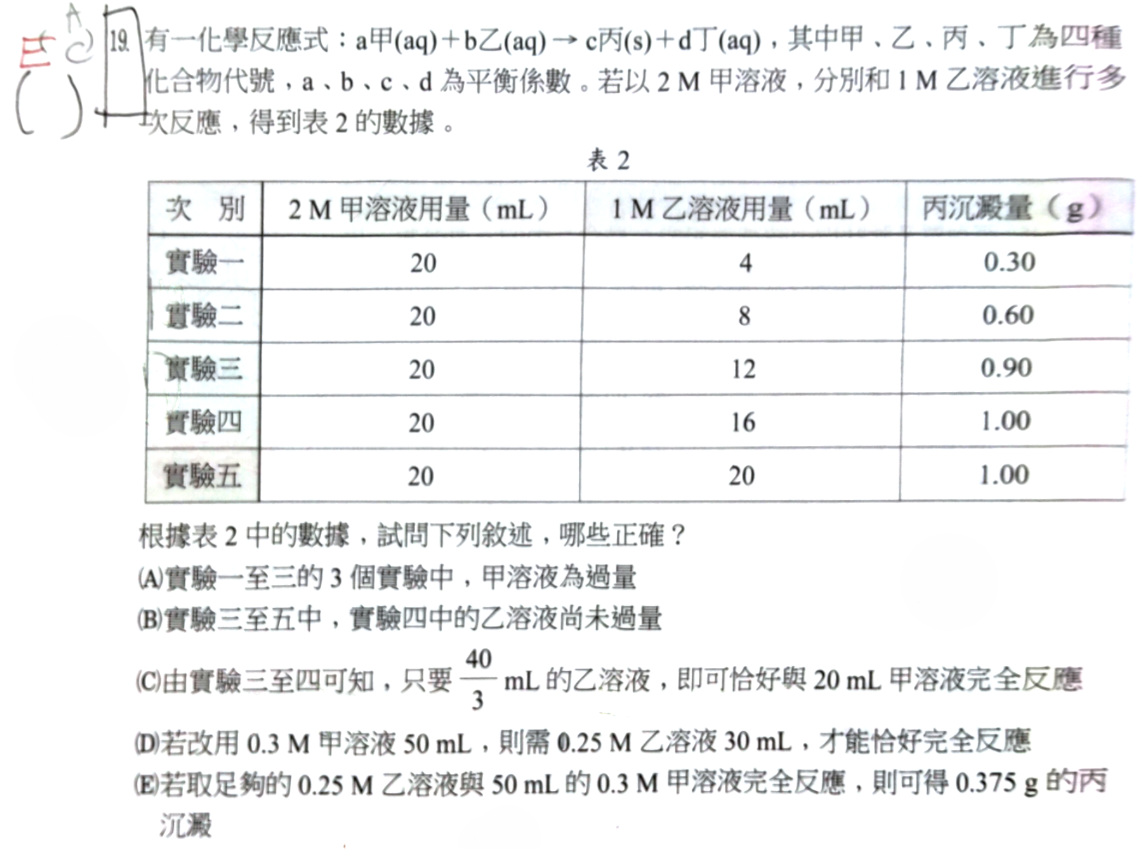 A
E C
( )
19. 有一化學反應式：a甲(aq)＋b乙(aq) → c丙(s)＋d丁(aq)，其中甲、乙、丙、丁為四種
化合物代號，a、b、c、d 為平衡係數。若以 2 M 甲溶液，分別和 1 M 乙溶液進行多
次反應，得到表 2 的數據。
表 2
次 別 2 M 甲溶液用量（mL） 1 M 乙溶液用量（mL） 丙沉澱量（g）
實驗一 20 4 0.30
實驗二 20 8 0.60
實驗三 20 12 0.90
實驗四 20 16 1.00
實驗五 20 20 1.00
根據表 2 中的數據，試問下列敘述，哪些正確？
(A)實驗一至三的 3 個實驗中，甲溶液為過量
(B)實驗三至五中，實驗四中的乙溶液尚未過量
(C)由實驗三至四可知，只要 40/3 mL 的乙溶液，即可恰好與 20 mL 甲溶液完全反應
(D)若改用 0.3 M 甲溶液 50 mL，則需 0.25 M 乙溶液 30 mL，才能恰好完全反應
(E)若取足夠的 0.25 M 乙溶液與 50 mL 的 0.3 M 甲溶液完全反應，則可得 0.375 g 的丙
沉澱